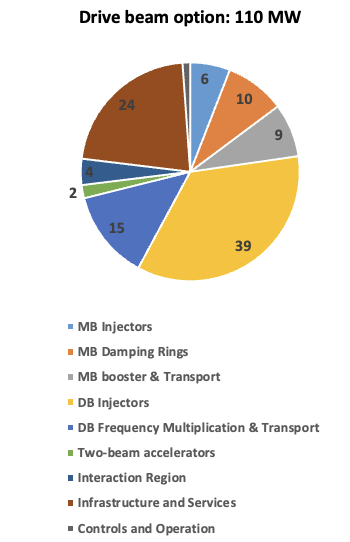 Drive beam option: 110 MW
6
10
9
39
15
2
4
24
MB Injectors
MB Damping Rings
MB booster & Transport
DB Injectors
DB Frequency Multiplication & Transport
Two-beam accelerators
Interaction Region
Infrastructure and Services
Controls and Operation